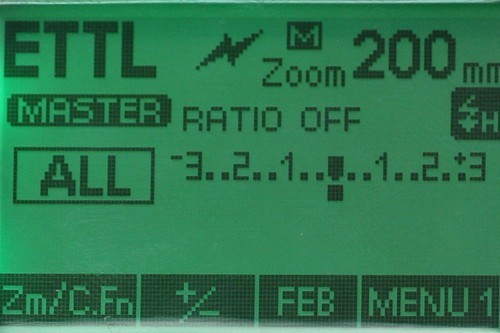 ETTL M Zoom 200mm
MASTER RATIO OFF H
ALL -3..2..1..▮..1..2.+3
Zm/C.Fn +/- FEB MENU 1